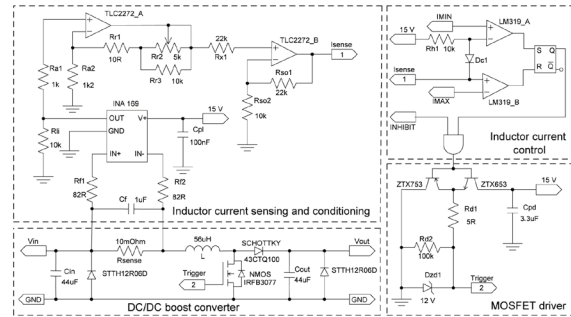 TLC2272_A
Rr1
10R
Rr2
5k
Rr3
10k
22k
Rx1
TLC2272_B
Isense
1
Ra1
1k
Ra2
1k2
Rso1
22k
Rso2
10k
INA 169
OUT
V+
GND
IN+
IN-
15 V
Cpl
100nF
Rli
10k
Rf1
82R
Rf2
82R
Cf
1uF
Inductor current sensing and conditioning
IMIN
LM319_A
15 V
Rh1
10k
Dc1
S
Q
R
Q
Isense
1
IMAX
LM319_B
INHIBIT
Inductor current
control
ZTX753
ZTX653
15 V
Rd1
5R
Cpd
3.3uF
Rd2
100k
Dzd1
12 V
Trigger
2
MOSFET driver
Vin
10mOhm
Rsense
56uH
L
SCHOTTKY
43CTQ100
Vout
Cin
44uF
STTH12R06D
Trigger
2
NMOS
IRFB3077
Cout
44uF
STTH12R06D
GND
GND
DC/DC boost converter